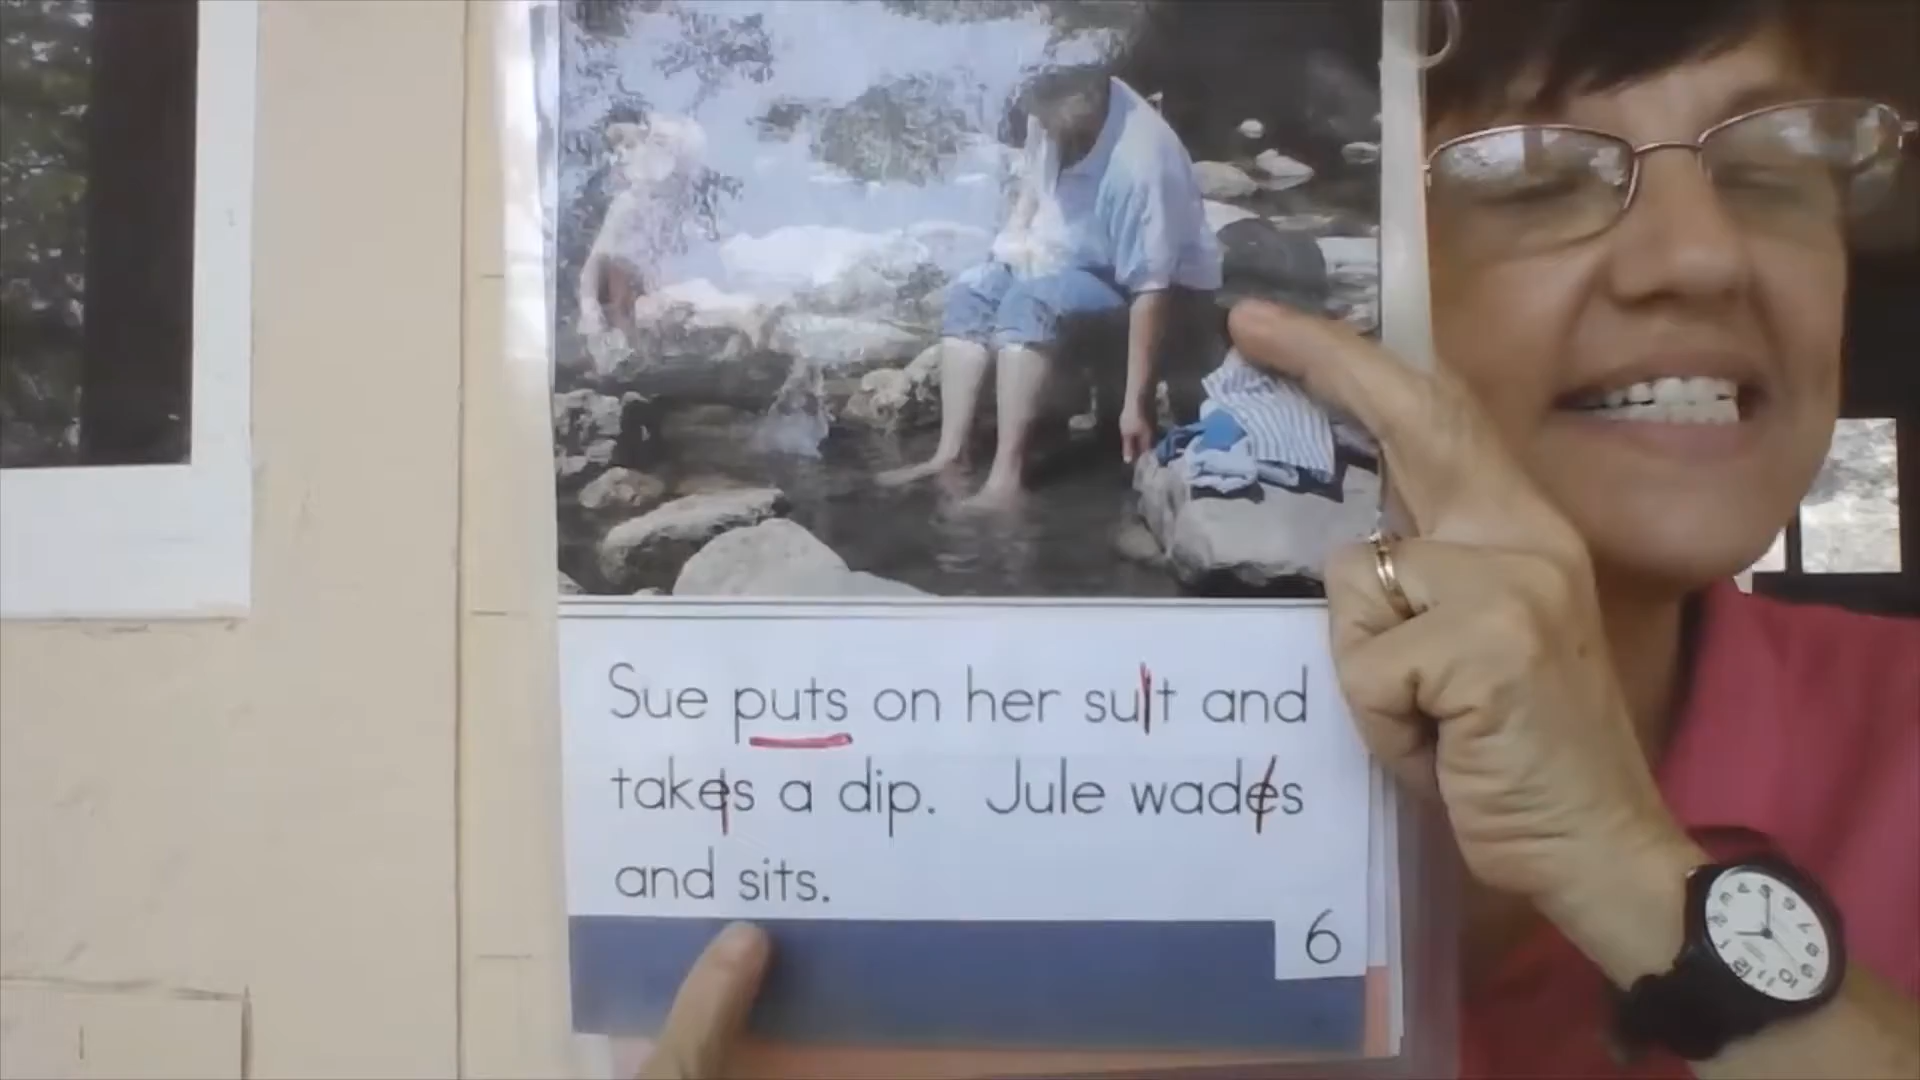 Sue puts on her suit and
takes a dip. Jule wades
and sits.
6